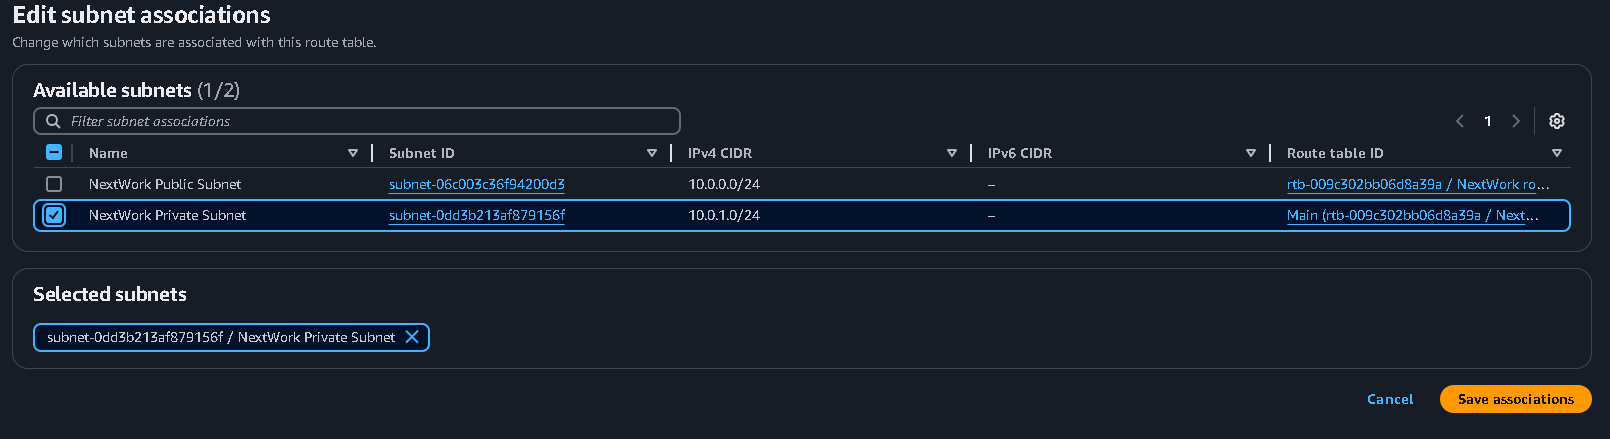 Edit subnet associations
Change which subnets are associated with this route table.
Available subnets (1/2)
Filter subnet associations
1
Name Subnet ID IPv4 CIDR IPv6 CIDR Route table ID
NextWork Public Subnet subnet-06c003c36f94200d3 10.0.0.0/24 – rtb-009c302bb06d8a39a / NextWork ro...
NextWork Private Subnet subnet-0dd3b213af879156f 10.0.1.0/24 – Main (rtb-009c302bb06d8a39a / Next...
Selected subnets
subnet-0dd3b213af879156f / NextWork Private Subnet
Cancel Save associations